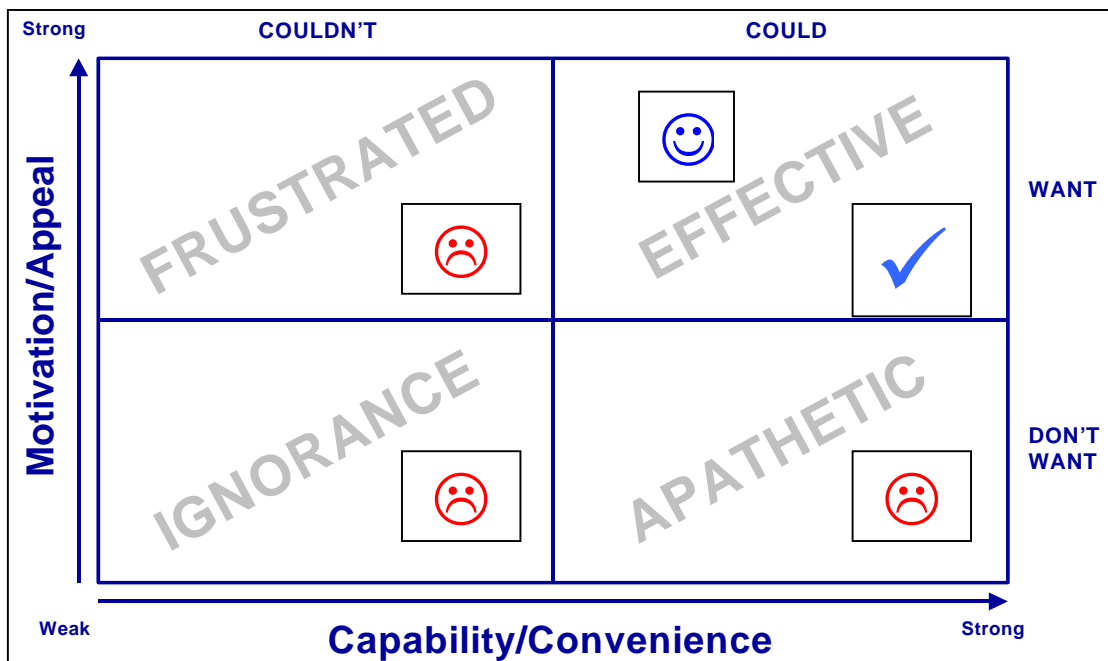 Strong
COULDN'T
COULD
FRUSTRATED
EFFECTIVE
WANT
Motivation/Appeal
IGNORANCE
APATHETIC
DON'T
WANT
Weak
Capability/Convenience
Strong